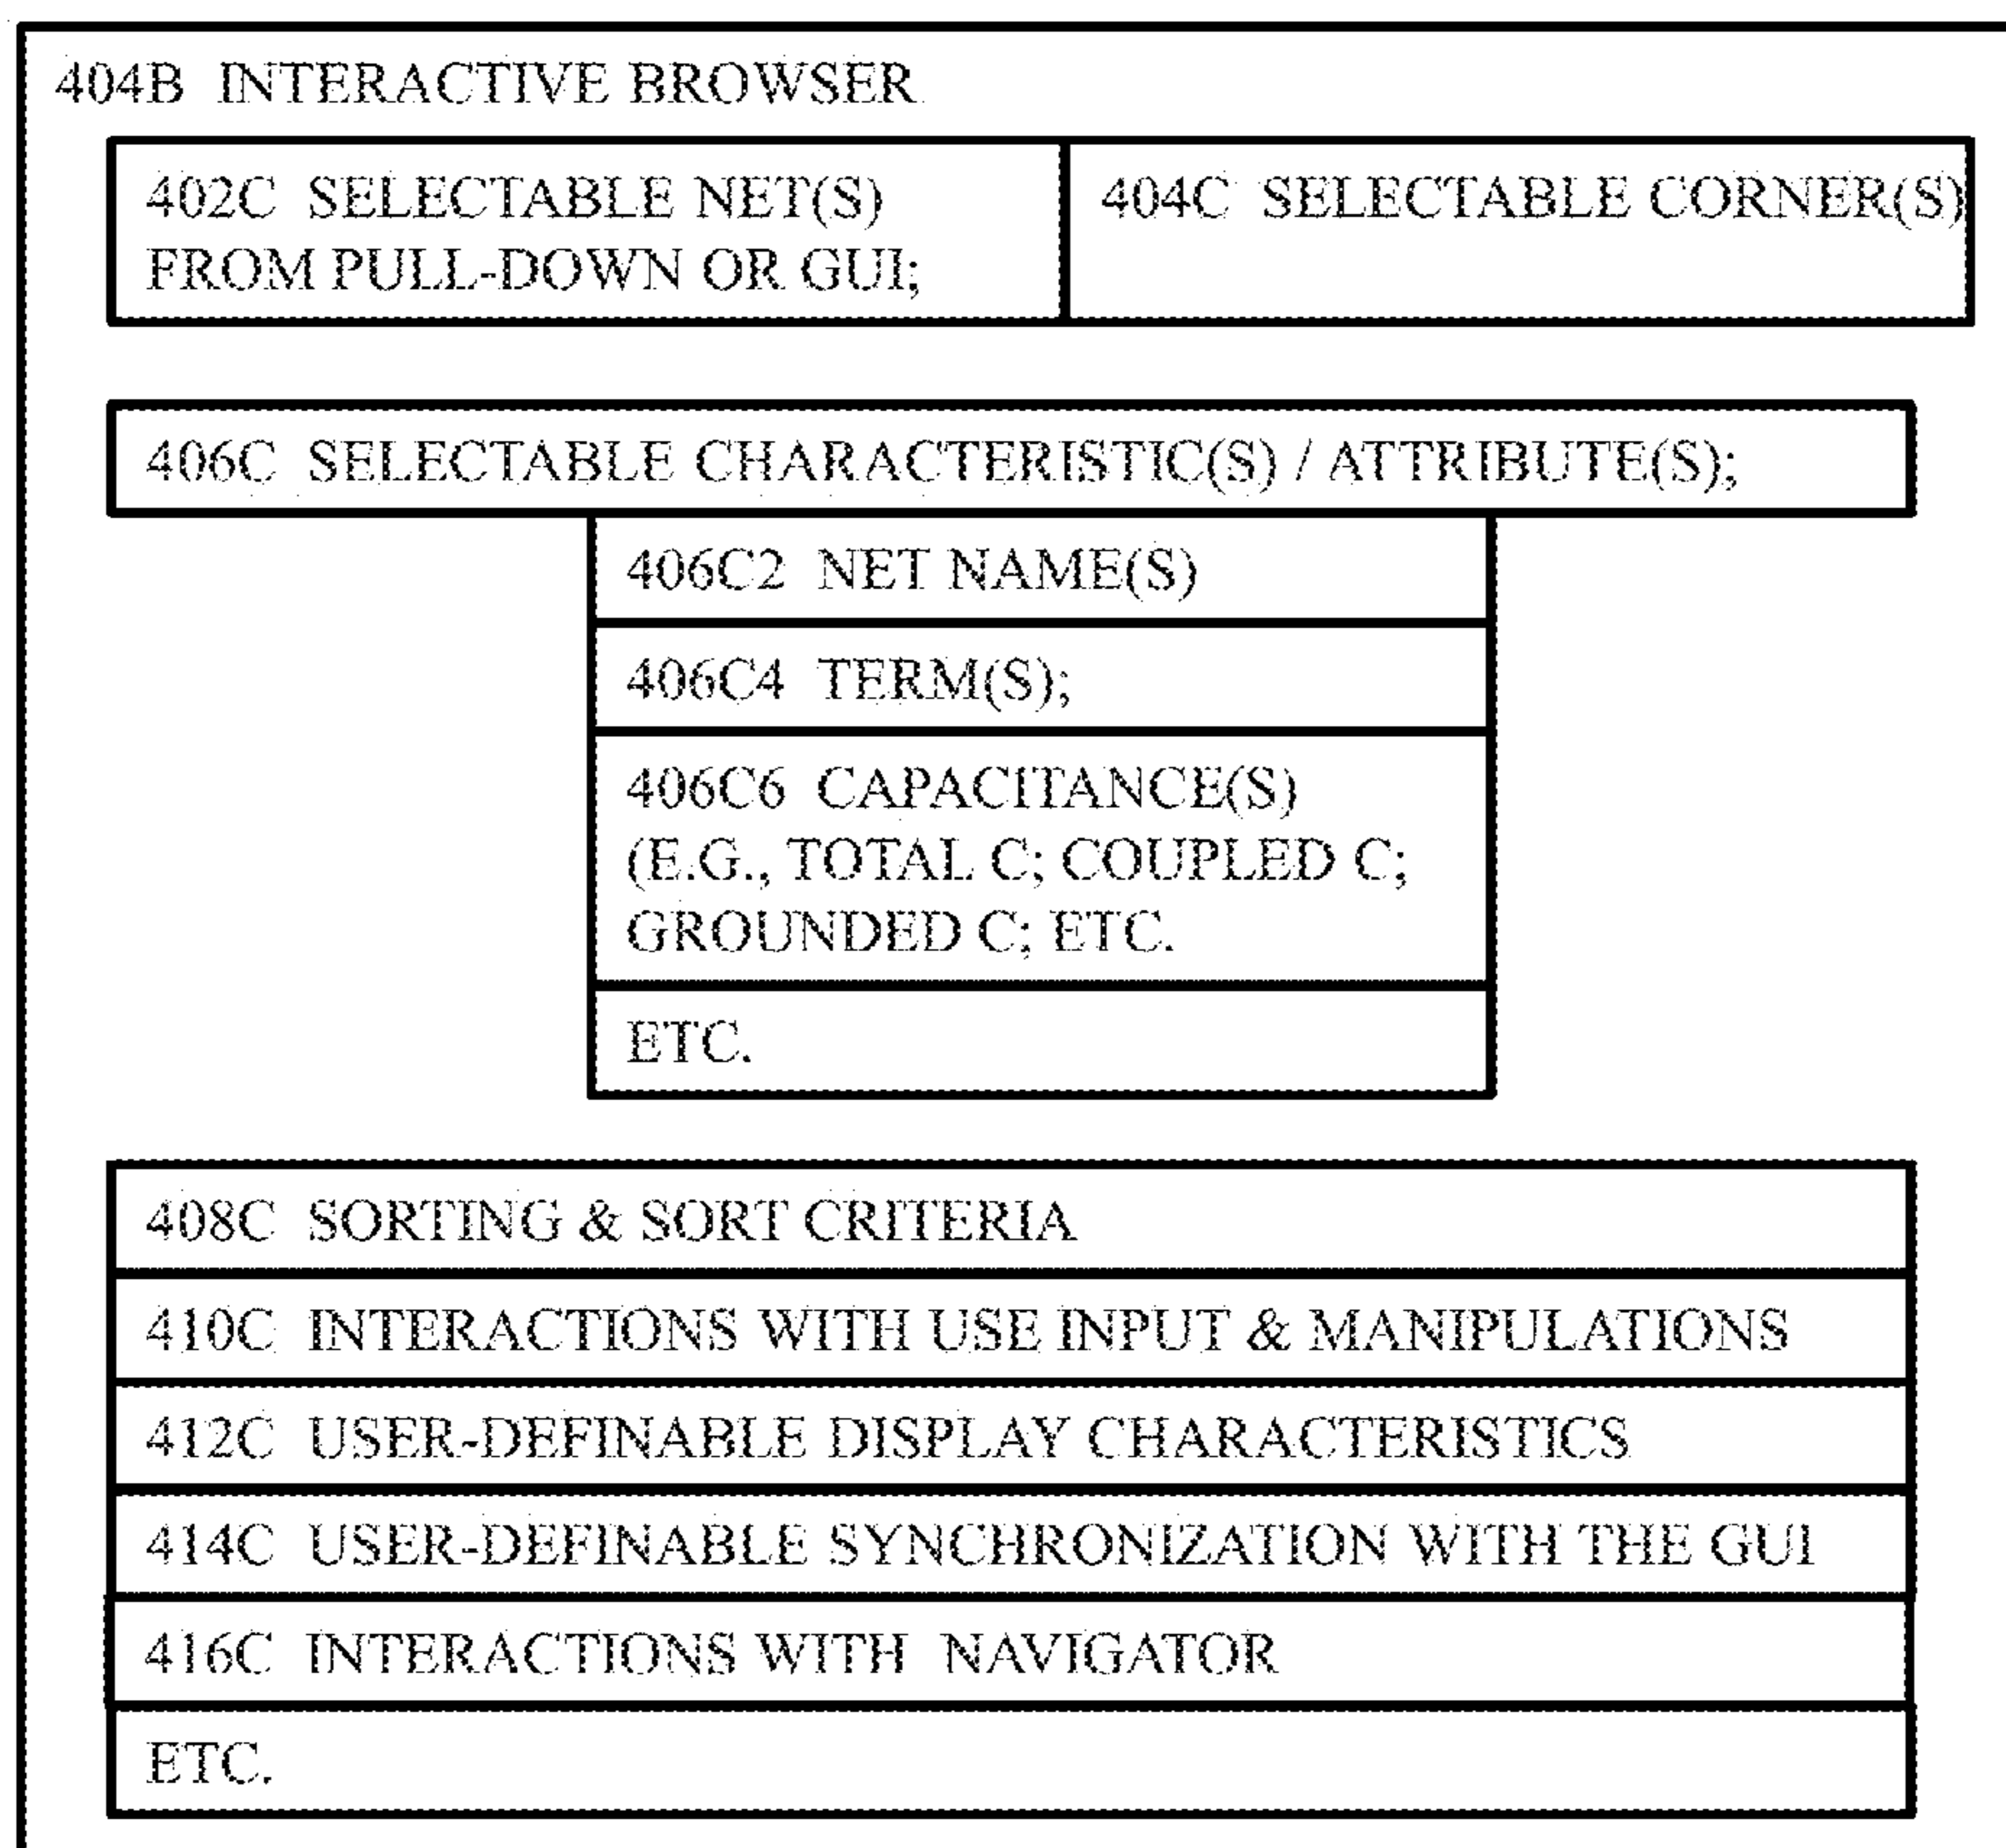 404B INTERACTIVE BROWSER
402C SELECTABLE NET(S)
FROM PULL-DOWN OR GUI;
404C SELECTABLE CORNER(S)
406C SELECTABLE CHARACTERISTIC(S) / ATTRIBUTE(S);
406C2 NET NAME(S)
406C4 TERM(S);
406C6 CAPACITANCE(S)
(E.G., TOTAL C; COUPLED C;
GROUNDED C; ETC.
ETC.
408C SORTING & SORT CRITERIA
410C INTERACTIONS WITH USE INPUT & MANIPULATIONS
412C USER-DEFINABLE DISPLAY CHARACTERISTICS
414C USER-DEFINABLE SYNCHRONIZATION WITH THE GUI
416C INTERACTIONS WITH NAVIGATOR
ETC.